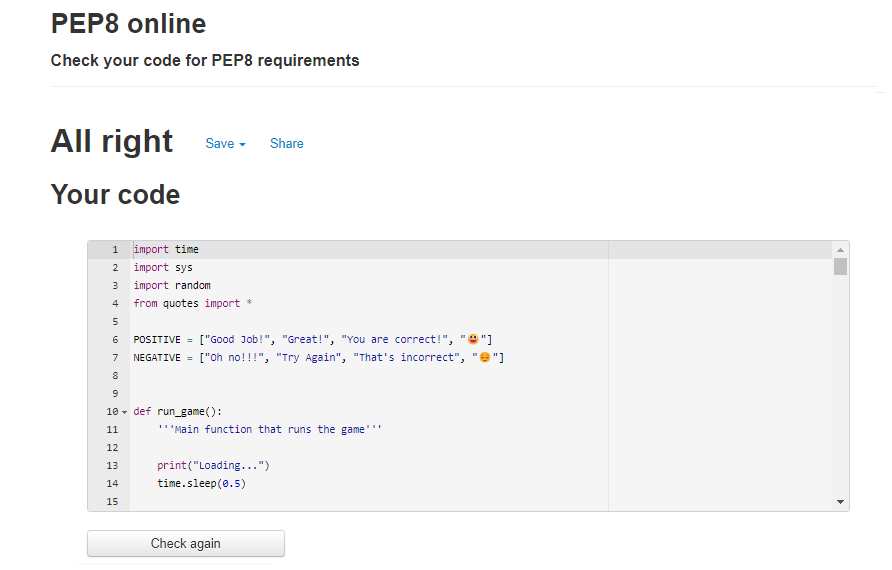 PEP8 online
Check your code for PEP8 requirements
All right Save Share
Your code
1 import time
2 import sys
3 import random
4 from quotes import *
5
6 POSITIVE = ["Good Job!", "Great!", "You are correct!", "😃"]
7 NEGATIVE = ["Oh no!!!", "Try Again", "That's incorrect", "😔"]
8
9
10 def run_game():
11     '''Main function that runs the game'''
12
13     print("Loading...")
14     time.sleep(0.5)
15
Check again